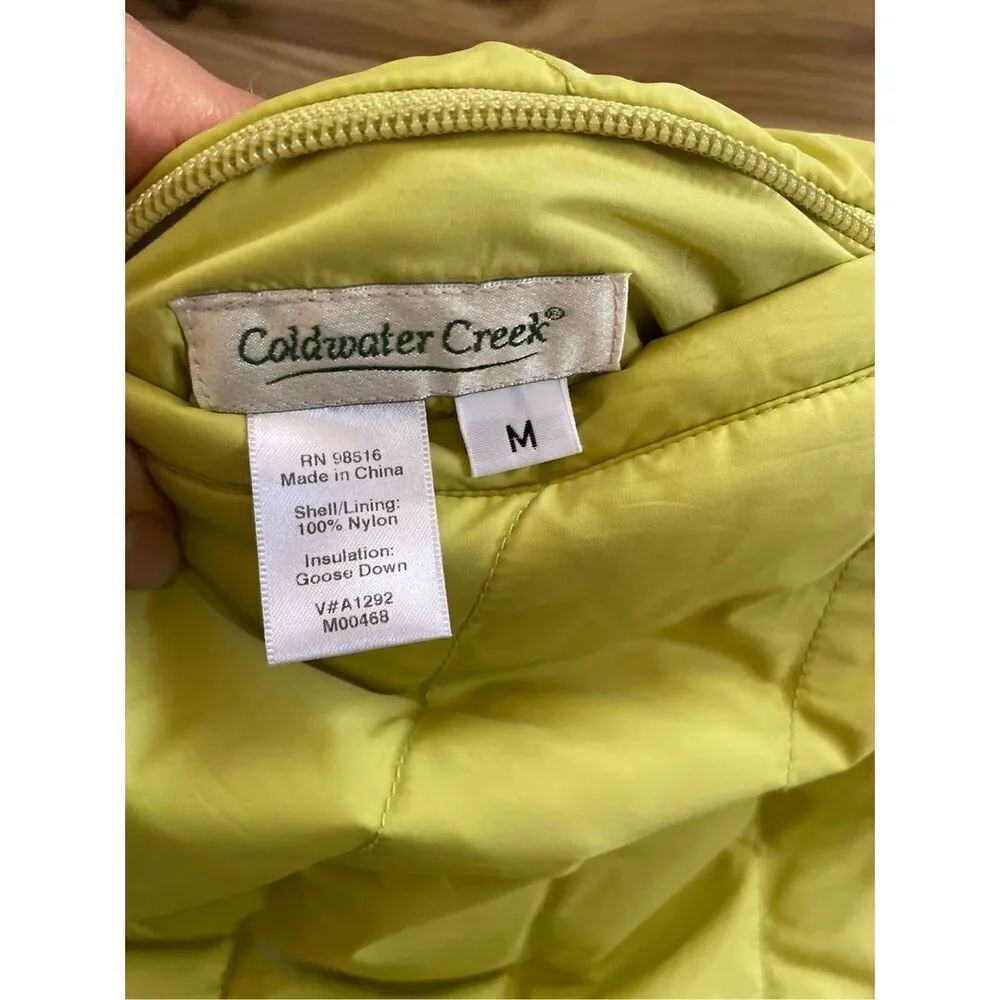 Coldwater Creek®
M
RN 98516
Made in China
Shell/Lining:
100% Nylon
Insulation:
Goose Down
V#A1292
M00468